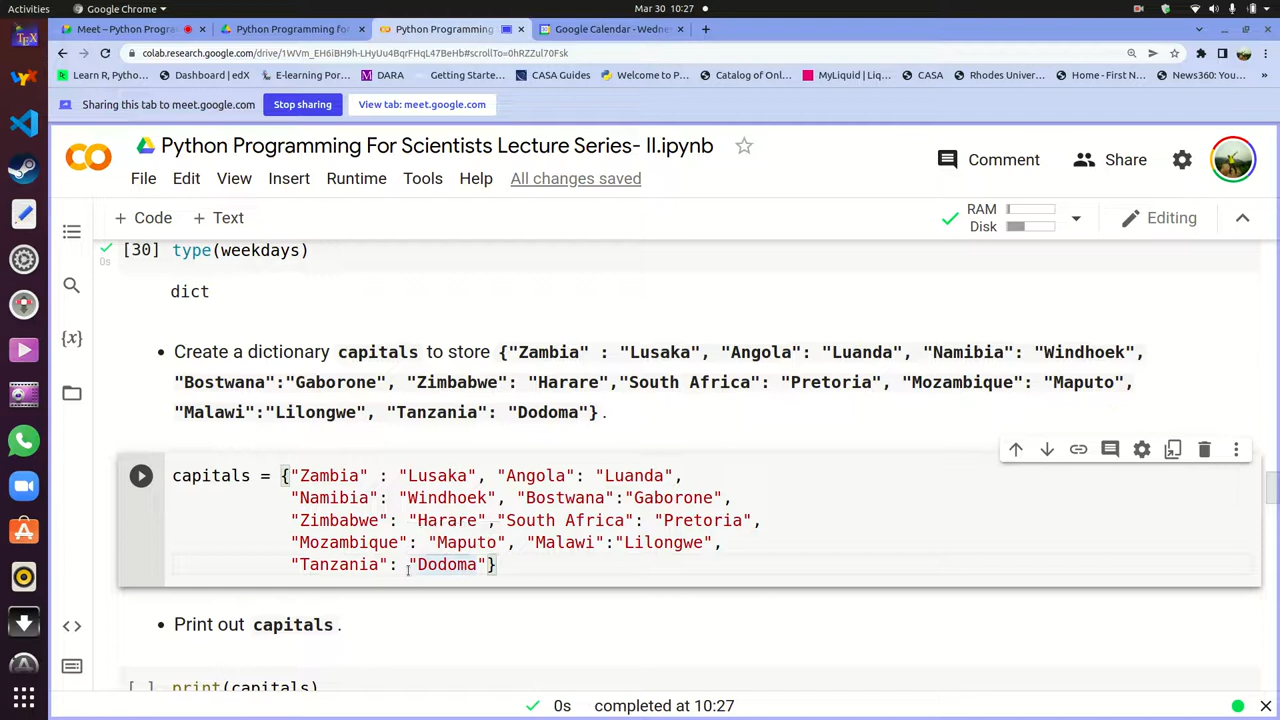 Activities
Google Chrome
Mar 30 10:27
Meet – Python Progra
Python Programming fo
Python Programming
Google Calendar - Wedne
colab.research.google.com/drive/1WVm_EH6iBH9h-LHyUu4BqrFHqL47BeHb#scrollTo=0hRZZul70Fsk
Learn R, Pytho...
Dashboard | edX
E-learning Por...
DARA
Getting Starte...
CASA Guides
Welcome to P...
Catalog of Onl...
MyLiquid | Liq...
CASA
Rhodes Univer...
Home - First N...
News360: You...
Sharing this tab to meet.google.com
Stop sharing
View tab: meet.google.com
Python Programming For Scientists Lecture Series- II.ipynb
Comment
Share
File Edit View Insert Runtime Tools Help All changes saved
+ Code + Text
RAM
Disk
Editing
[30] type(weekdays)
0s
dict
• Create a dictionary capitals to store {"Zambia" : "Lusaka", "Angola": "Luanda", "Namibia": "Windhoek",
"Bostwana":"Gaborone", "Zimbabwe": "Harare","South Africa": "Pretoria", "Mozambique": "Maputo",
"Malawi":"Lilongwe", "Tanzania": "Dodoma"}.
capitals = {"Zambia" : "Lusaka", "Angola": "Luanda",
"Namibia": "Windhoek", "Bostwana":"Gaborone",
"Zimbabwe": "Harare","South Africa": "Pretoria",
"Mozambique": "Maputo", "Malawi":"Lilongwe",
"Tanzania": "Dodoma"}
• Print out capitals.
[ ] print(capitals)
0s completed at 10:27